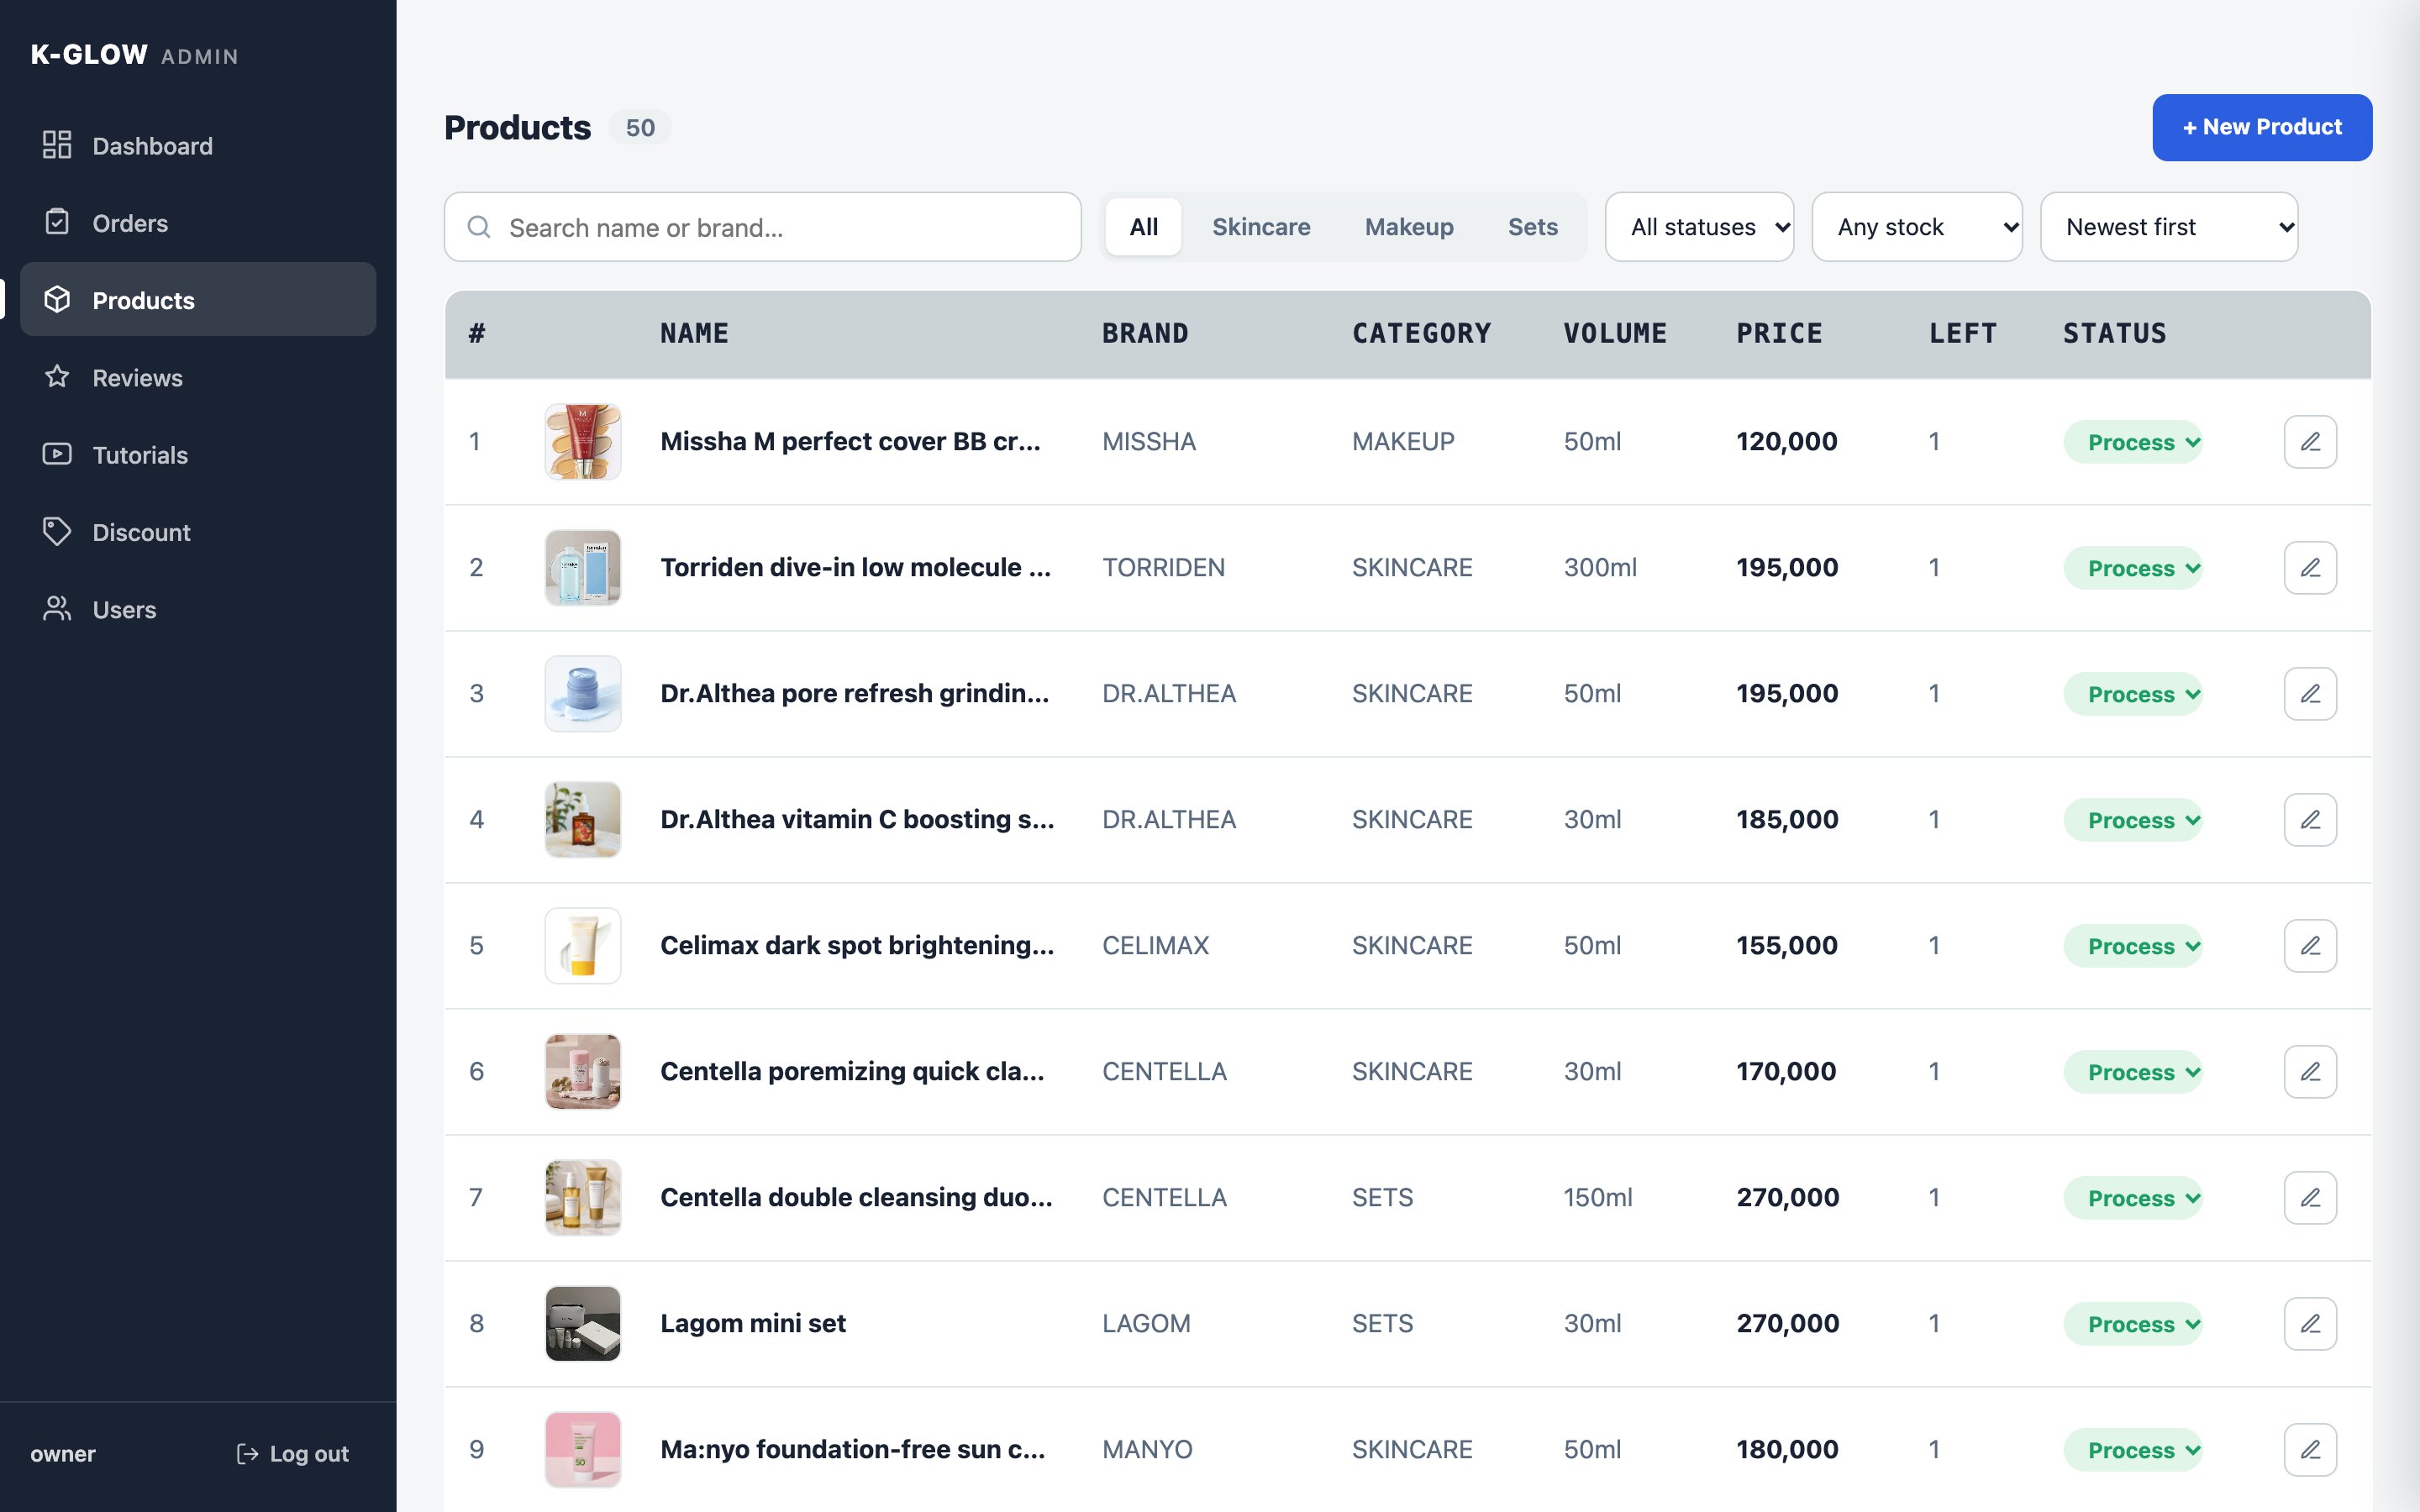 K-GLOW ADMIN
Dashboard
Orders
Products
Reviews
Tutorials
Discount
Users
owner
Log out
Products 50
+ New Product
Search name or brand...
All Skincare Makeup Sets
All statuses
Any stock
Newest first
# NAME BRAND CATEGORY VOLUME PRICE LEFT STATUS
1 Missha M perfect cover BB cr... MISSHA MAKEUP 50ml 120,000 1 Process
2 Torriden dive-in low molecule ... TORRIDEN SKINCARE 300ml 195,000 1 Process
3 Dr.Althea pore refresh grindin... DR.ALTHEA SKINCARE 50ml 195,000 1 Process
4 Dr.Althea vitamin C boosting s... DR.ALTHEA SKINCARE 30ml 185,000 1 Process
5 Celimax dark spot brightening... CELIMAX SKINCARE 50ml 155,000 1 Process
6 Centella poremizing quick cla... CENTELLA SKINCARE 30ml 170,000 1 Process
7 Centella double cleansing duo... CENTELLA SETS 150ml 270,000 1 Process
8 Lagom mini set LAGOM SETS 30ml 270,000 1 Process
9 Ma:nyo foundation-free sun c... MANYO SKINCARE 50ml 180,000 1 Process